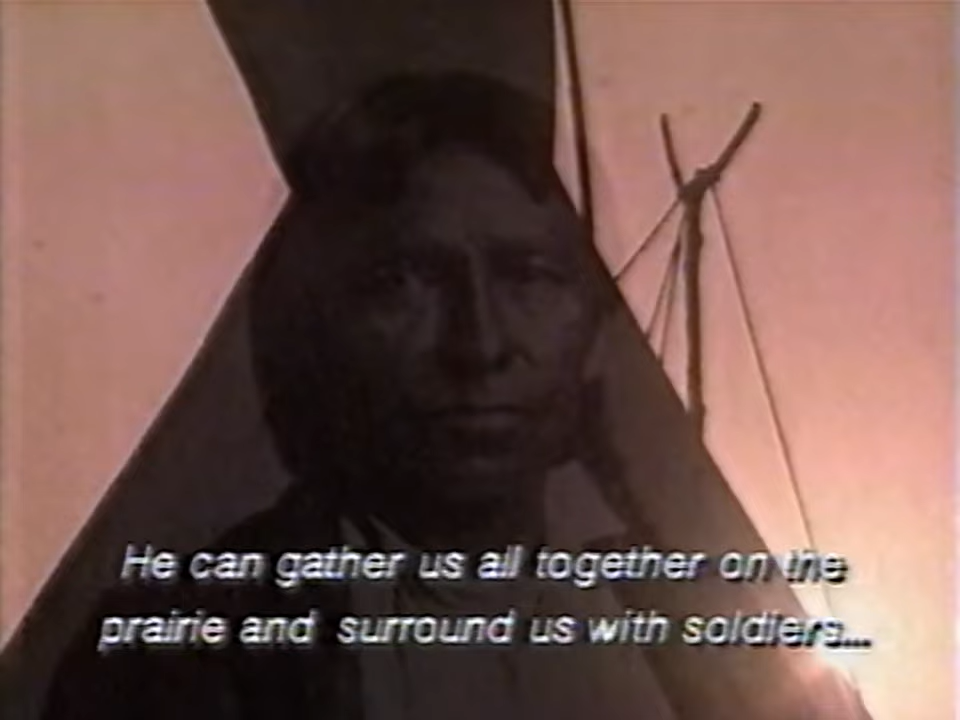 He can gather us all together on the
prairie and surround us with soldiers...